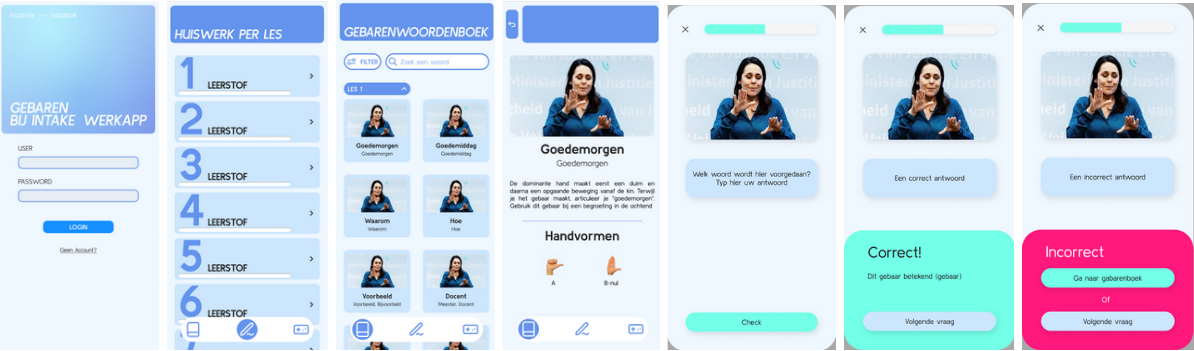 GEBAREN
BIJ INTAKE WERKAPP
USER
PASSWORD
LOGIN
Geen Account?
HUISWERK PER LES
1 LEERSTOF
2 LEERSTOF
3 LEERSTOF
4 LEERSTOF
5 LEERSTOF
6 LEERSTOF
7
GEBARENWOORDENBOEK
FILTER
Zoek een woord
LES 1
Goedemorgen
Goedemorgen
Goedemiddag
Goedemiddag
Waarom
Waarom
Hoe
Hoe
Voorbeeld
Voorbeeld, Bijvoorbeeld
Docent
Meester, Docent
Goedemorgen
Goedemorgen
De dominante hand maakt eerst een duim en
daarna een opgaande beweging vanaf de kin. Terwijl
je het gebaar maakt, articuleer je "goedemorgen".
Gebruik dit gebaar bij een begroeting in de ochtend
Handvormen
A
B-nul
Welk woord wordt hier voorgedaan?
Typ hier uw antwoord
Check
Een correct antwoord
Correct!
Dit gebaar betekend (gebaar)
Volgende vraag
Een incorrect antwoord
Incorrect
Ga naar gabarenboek
Of
Volgende vraag